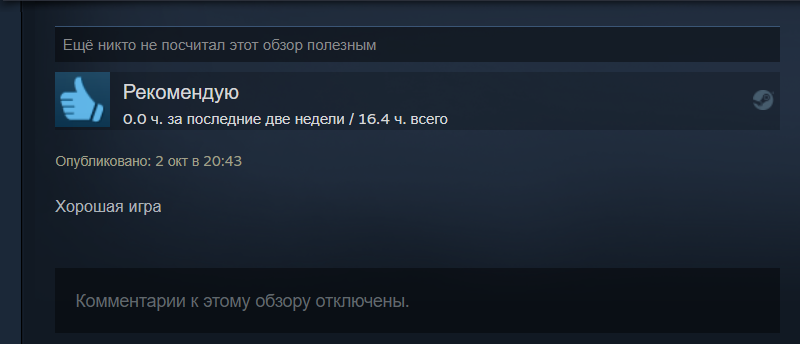 Ещё никто не посчитал этот обзор полезным
Рекомендую
0.0 ч. за последние две недели / 16.4 ч. всего
Опубликовано: 2 окт в 20:43
Хорошая игра
Комментарии к этому обзору отключены.